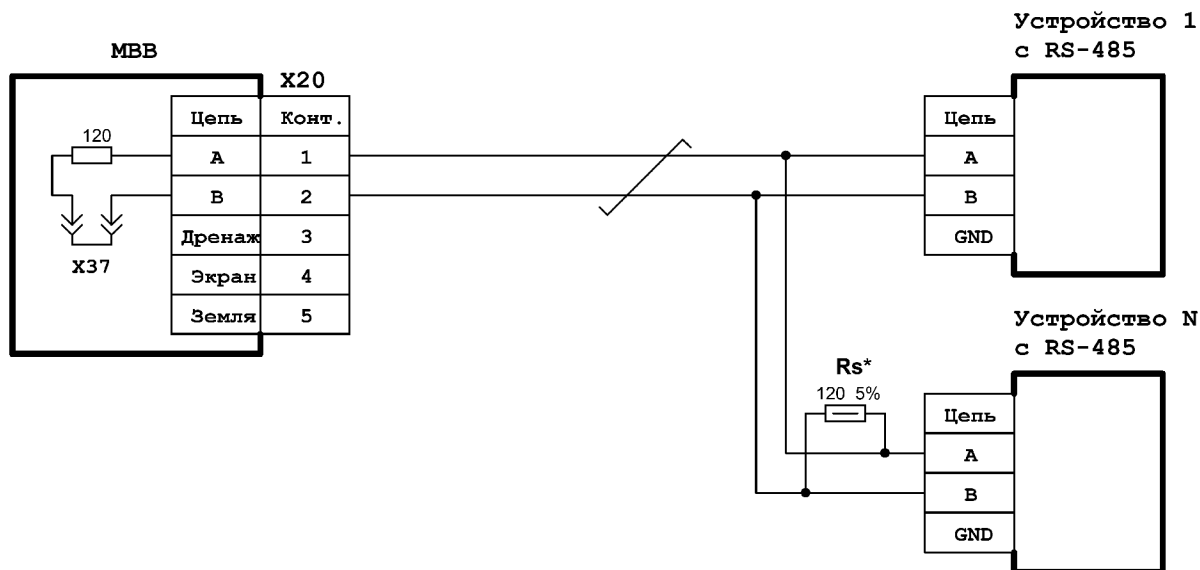 МВВ
X20
Цепь Конт.
120
A 1
B 2
Дренаж 3
Экран 4
Земля 5
X37
Устройство 1
с RS-485
Цепь
A
B
GND
Устройство N
с RS-485
Rs*
120 5%
Цепь
A
B
GND